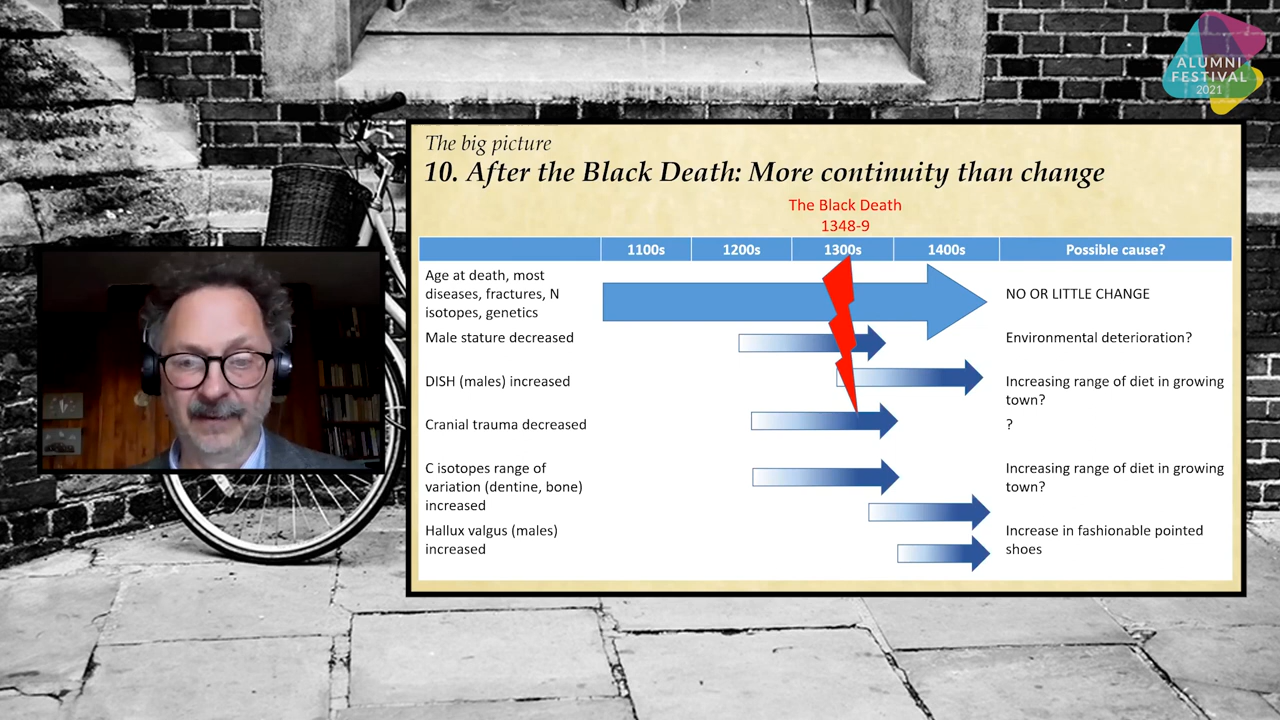 ALUMNI
FESTIVAL
2021
The big picture
10. After the Black Death: More continuity than change
The Black Death
1348-9
1100s 1200s 1300s 1400s Possible cause?
Age at death, most
diseases, fractures, N
isotopes, genetics
NO OR LITTLE CHANGE
Male stature decreased
Environmental deterioration?
DISH (males) increased
Increasing range of diet in growing
town?
Cranial trauma decreased
?
C isotopes range of
variation (dentine, bone)
increased
Increasing range of diet in growing
town?
Hallux valgus (males)
increased
Increase in fashionable pointed
shoes